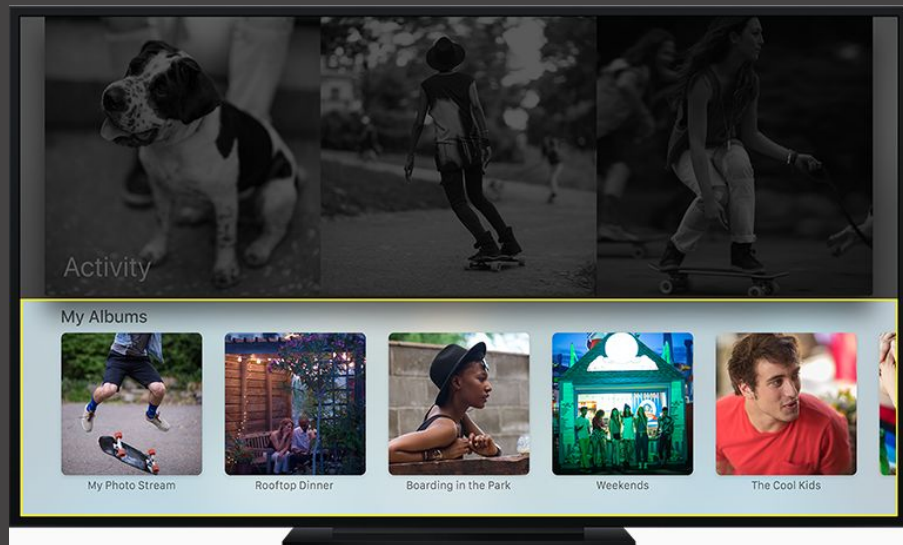 Activity
My Albums
My Photo Stream
Rooftop Dinner
Boarding in the Park
Weekends
The Cool Kids